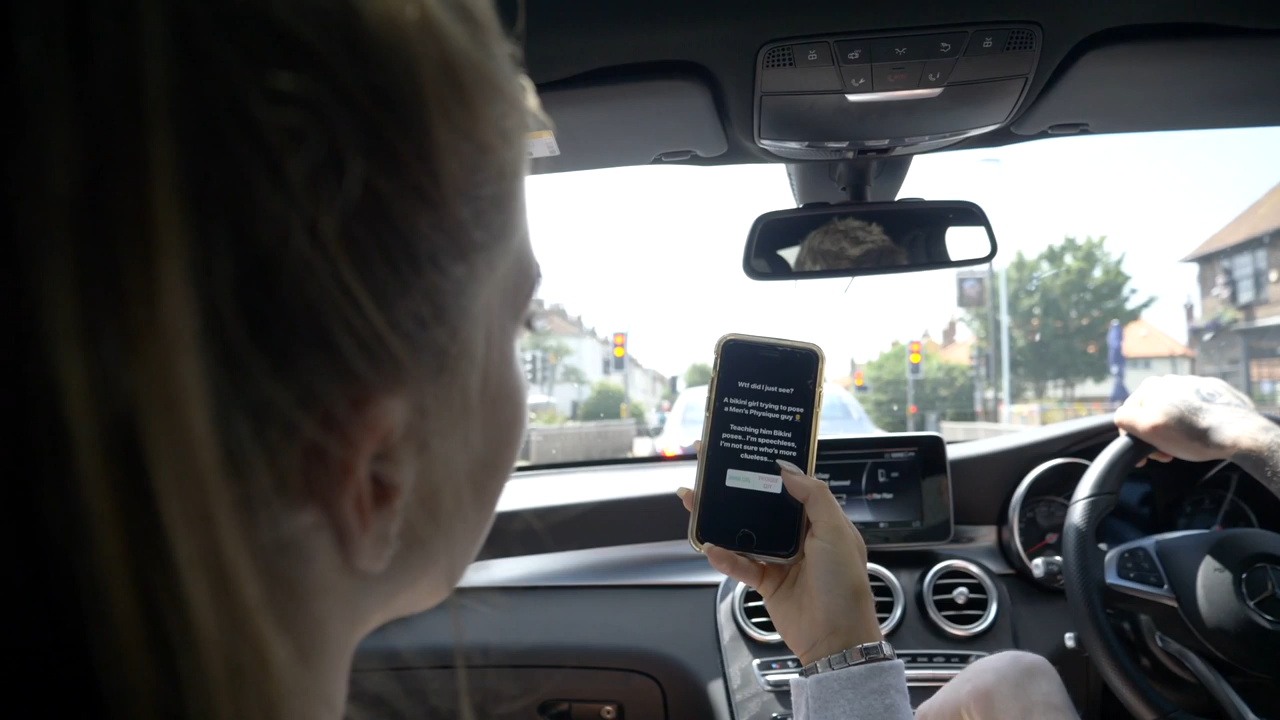 Wtf did I just see?
A bikini girl trying to pose
a Men's Physique guy
Teaching him Bikini
poses.. I'm speechless,
I'm not sure who's more
clueless...